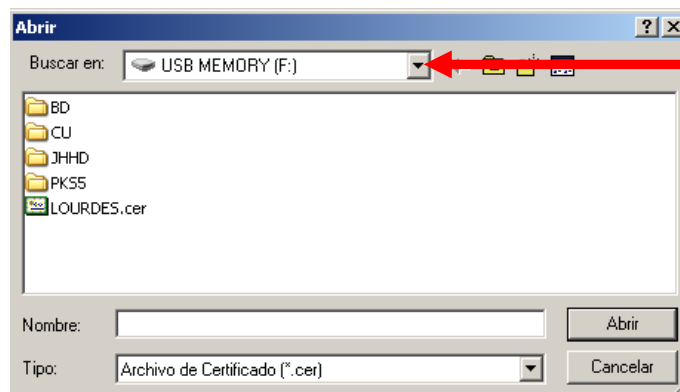 Abrir
Buscar en: USB MEMORY (F:)
BD
CU
JHHD
PKS5
LOURDES.cer
Nombre: Abrir
Tipo: Archivo de Certificado (*.cer) Cancelar